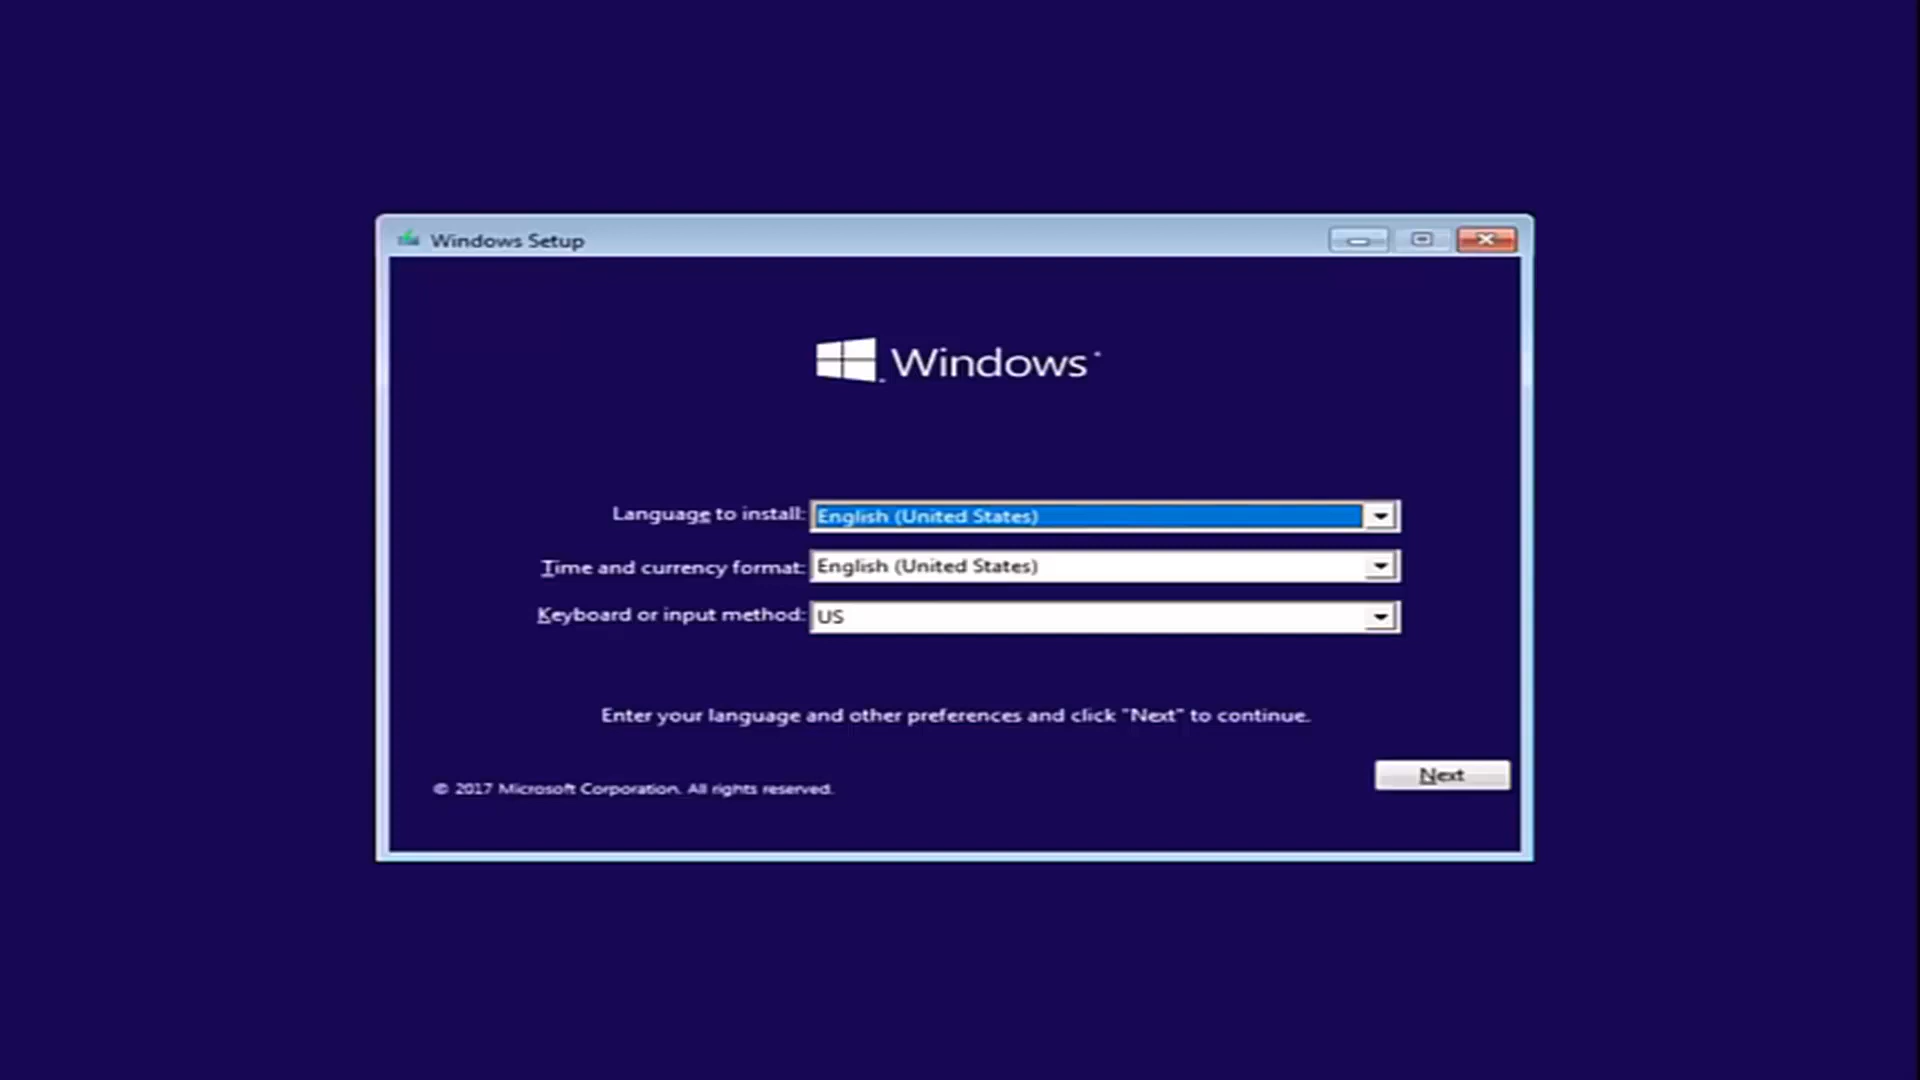 Windows Setup
Windows
Language to install: English (United States)
Time and currency format: English (United States)
Keyboard or input method: US
Enter your language and other preferences and click "Next" to continue.
Next
© 2017 Microsoft Corporation. All rights reserved.